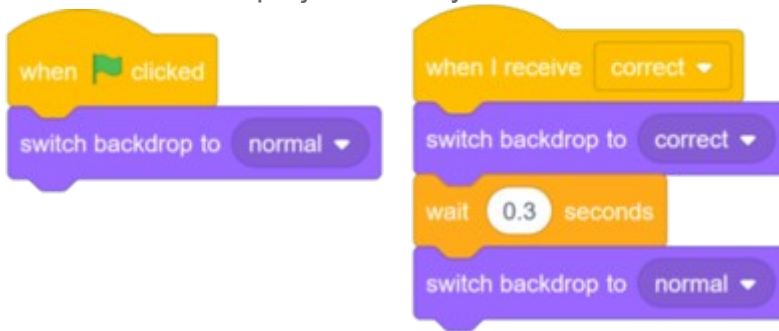 when clicked
switch backdrop to normal
when I receive correct
switch backdrop to correct
wait 0.3 seconds
switch backdrop to normal